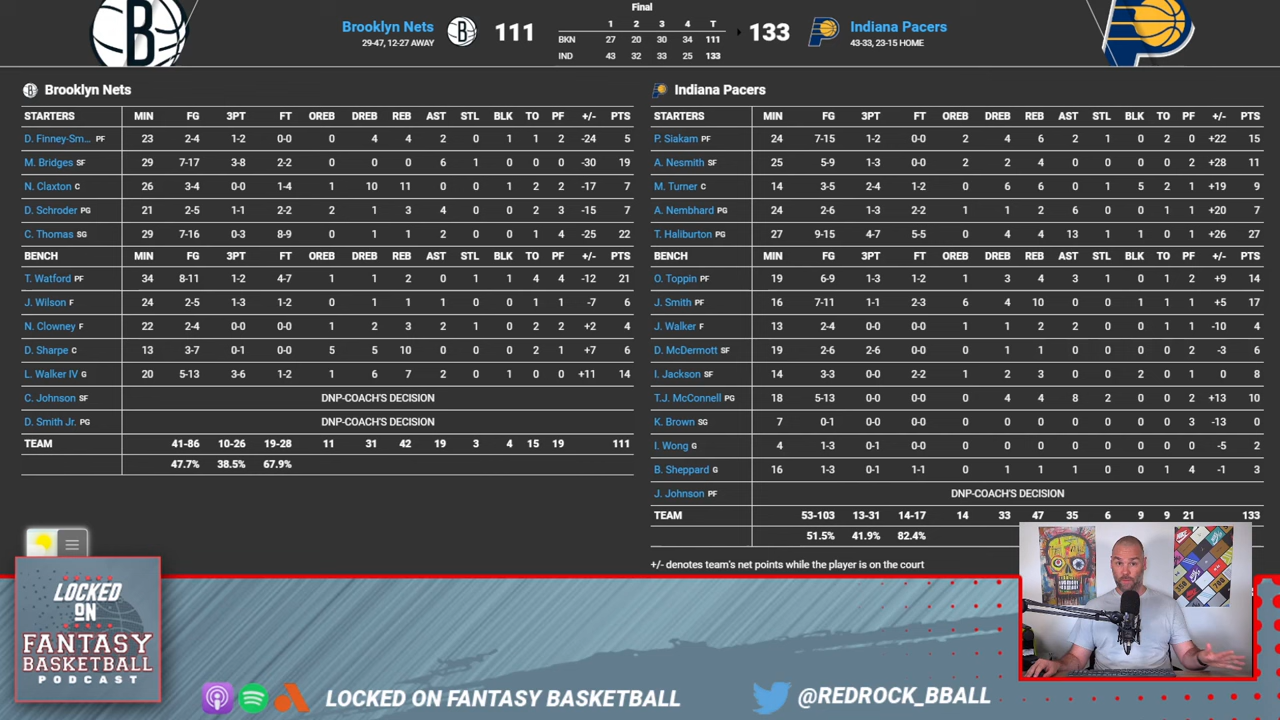 Final
Brooklyn Nets 111
29-47, 12-27 AWAY
1 2 3 4 T
BKN 27 20 30 34 111
IND 43 32 33 25 133
133 Indiana Pacers
43-33, 23-15 HOME
Brooklyn Nets
STARTERS MIN FG 3PT FT OREB DREB REB AST STL BLK TO PF +/- PTS
D. Finney-Sm... PF 23 2-4 1-2 0-0 0 4 4 2 0 1 1 2 -24 5
M. Bridges SF 29 7-17 3-8 2-2 0 0 0 6 1 0 0 0 -30 19
N. Claxton C 26 3-4 0-0 1-4 1 10 11 0 0 1 2 2 -17 7
D. Schroder PG 21 2-5 1-1 2-2 2 1 3 4 0 0 2 3 -15 7
C. Thomas SG 29 7-16 0-3 8-9 0 1 1 2 0 0 1 4 -25 22
BENCH MIN FG 3PT FT OREB DREB REB AST STL BLK TO PF +/- PTS
T. Watford PF 34 8-11 1-2 4-7 1 1 2 0 1 1 4 4 -12 21
J. Wilson F 24 2-5 1-3 1-2 0 1 1 1 0 0 1 1 -7 6
N. Clowney F 22 2-4 0-0 0-0 1 2 3 2 1 0 2 2 +2 4
D. Sharpe C 13 3-7 0-1 0-0 5 5 10 0 0 0 2 1 +7 6
L. Walker IV G 20 5-13 3-6 1-2 1 6 7 2 0 1 0 0 +11 14
C. Johnson SF DNP-COACH'S DECISION
D. Smith Jr. PG DNP-COACH'S DECISION
TEAM 41-86 10-26 19-28 11 31 42 19 3 4 15 19 111
47.7% 38.5% 67.9%
Indiana Pacers
STARTERS MIN FG 3PT FT OREB DREB REB AST STL BLK TO PF +/- PTS
P. Siakam PF 24 7-15 1-2 0-0 2 4 6 2 1 0 2 0 +22 15
A. Nesmith SF 25 5-9 1-3 0-0 2 2 4 0 0 0 0 2 +28 11
M. Turner C 14 3-5 2-4 1-2 0 6 6 0 1 5 2 1 +19 9
A. Nembhard PG 24 2-6 1-3 2-2 1 1 2 6 0 0 1 1 +20 7
T. Haliburton PG 27 9-15 4-7 5-5 0 4 4 13 1 0 1 1 +26 27
BENCH MIN FG 3PT FT OREB DREB REB AST STL BLK TO PF +/- PTS
O. Toppin PF 19 6-9 1-3 1-2 1 3 4 3 1 0 1 2 +9 14
J. Smith PF 16 7-11 1-1 2-3 6 4 10 0 0 1 1 1 +5 17
J. Walker F 13 2-4 0-0 0-0 1 1 2 2 0 0 1 1 -10 4
D. McDermott SF 19 2-6 2-6 0-0 0 1 1 0 0 0 0 2 -3 6
I. Jackson SF 14 3-3 0-0 2-2 1 2 3 0 0 2 0 1 0 8
T.J. McConnell PG 18 5-13 0-0 0-0 0 4 4 8 2 0 0 2 +13 10
K. Brown SG 7 0-1 0-0 0-0 0 0 0 0 0 0 0 3 -13 0
I. Wong G 4 1-3 0-1 0-0 0 0 0 0 0 0 0 0 -5 2
B. Sheppard G 16 1-3 0-1 1-1 0 1 1 1 0 0 1 4 -1 3
J. Johnson PF DNP-COACH'S DECISION
TEAM 53-103 13-31 14-17 14 33 47 35 6 9 9 21 133
51.5% 41.9% 82.4%
+/- denotes team's net points while the player is on the court
LOCKED
ON
FANTASY
BASKETBALL
PODCAST
LOCKED ON FANTASY BASKETBALL
@REDROCK_BBALL